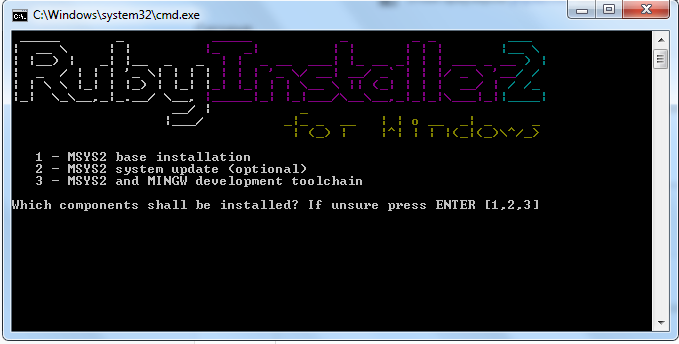 C:\Windows\system32\cmd.exe
RubyInstaller2
for Windows
1 - MSYS2 base installation
2 - MSYS2 system update (optional)
3 - MSYS2 and MINGW development toolchain
Which components shall be installed? If unsure press ENTER [1,2,3]